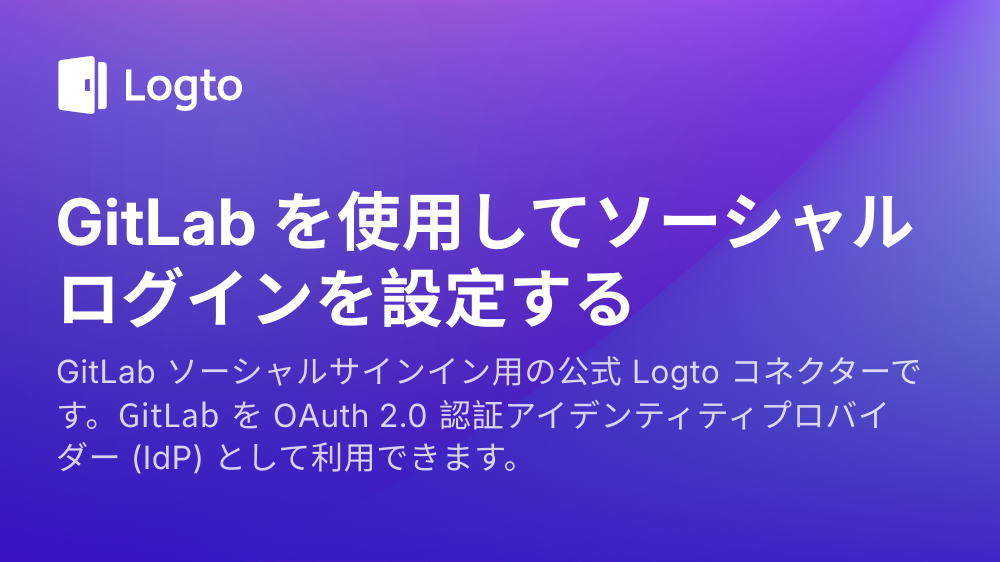 Logto
GitLab を使用してソーシャル
ログインを設定する
GitLab ソーシャルサインイン用の公式 Logto コネクターで
す。GitLab を OAuth 2.0 認証アイデンティティプロバイ
ダー (IdP) として利用できます。